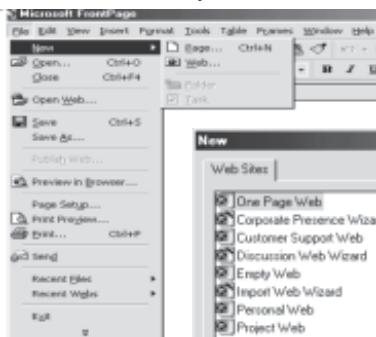 Microsoft FrontPage
File Edit View Insert Format Tools Table Frames Window Help
New
Page... Ctrl+N
Web...
Folder
Task
Open... Ctrl+O
Close Ctrl+F4
Open Web...
Save Ctrl+S
Save As...
Publish Web...
Preview in Browser...
Page Setup...
Print Preview...
Print... Ctrl+P
Send
Recent Files
Recent Webs
Exit
New
Web Sites
One Page Web
Corporate Presence Wiza
Customer Support Web
Discussion Web Wizard
Empty Web
Import Web Wizard
Personal Web
Project Web